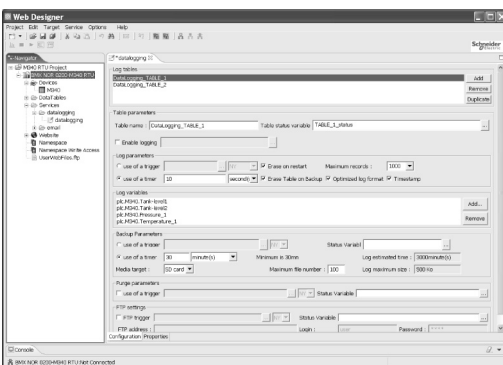 Web Designer
Project Edit Target Service Options Help
Schneider
Electric
Navigator
*datalogging
M340 RTU Project
BMX NOR 0200-M340 RTU
Devices
M340
DataTables
Services
datalogging
datalogging
email
Website
Namespace
Namespace Write Access
UserWebFiles.ftp
Log tables
DataLogging_TABLE_1
DataLogging_TABLE_2
Add
Remove
Duplicate
Table parameters
Table name : DataLogging_TABLE_1 Table status variable TABLE_1_status ...
Enable logging ...
Log parameters
use of a trigger ... Erase on restart Maximum records : 1000
use of a timer 10 second(s) Erase Table on Backup Optimized log format Timestamp
Log variables
plc.M340.Tank-level1
plc.M340.Tank-level2
plc.M340.Pressure_1
plc.M340.Temperature_1
Add...
Remove
Backup Parameters
use of a trigger ... Status Variabl ...
use of a timer 30 minute(s) Minimum is 30mn Log estimated time : 3000minute(s)
Media target : SD card Maximum file number : 100 Log maximum size : 500 Ko
Purge parameters
use of a trigger ... Status Variable ...
FTP settings
FTP trigger ... Status Variable ...
FTP address : Login : user Password : ****
Configuration Properties
Console
BMX NOR 0200-M340 RTU:Not Connected